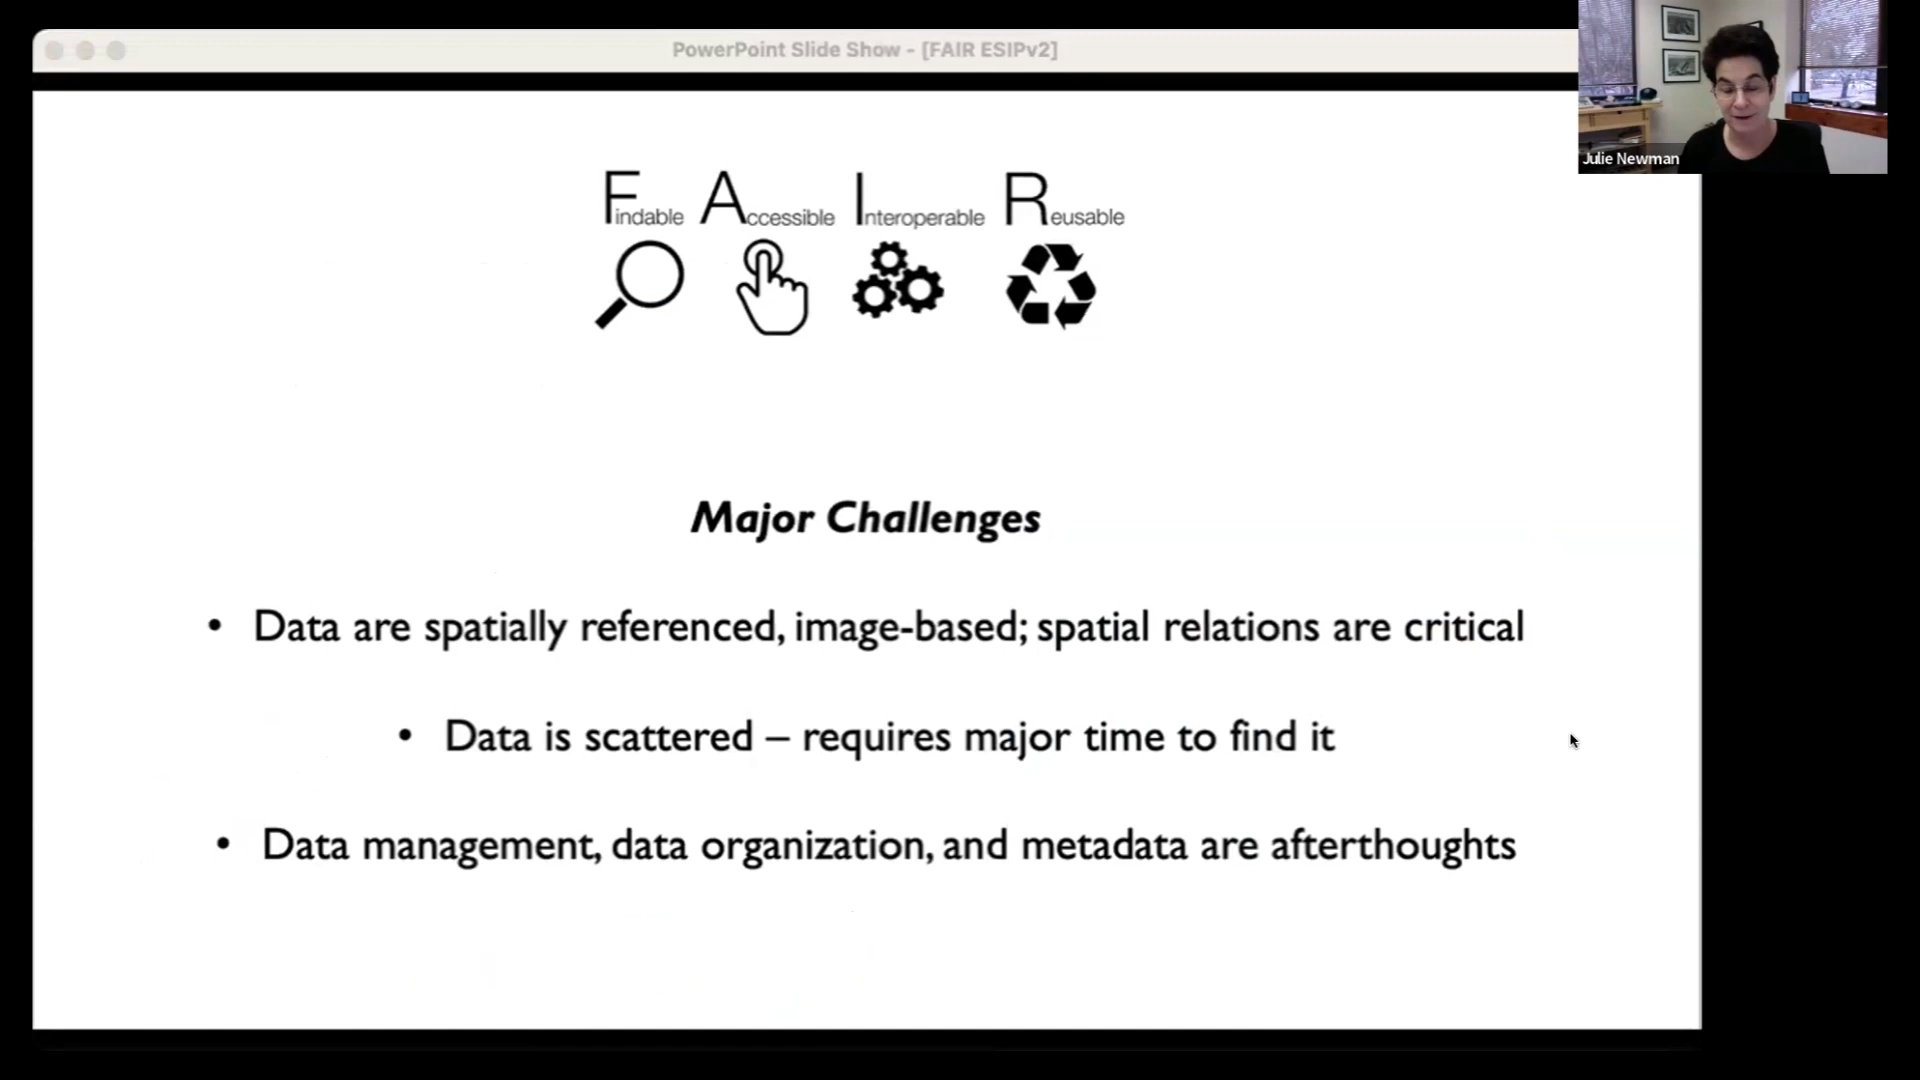 PowerPoint Slide Show - [FAIR ESIPv2]
Julie Newman
Findable Accessible Interoperable Reusable
Major Challenges
• Data are spatially referenced, image-based; spatial relations are critical
• Data is scattered – requires major time to find it
• Data management, data organization, and metadata are afterthoughts